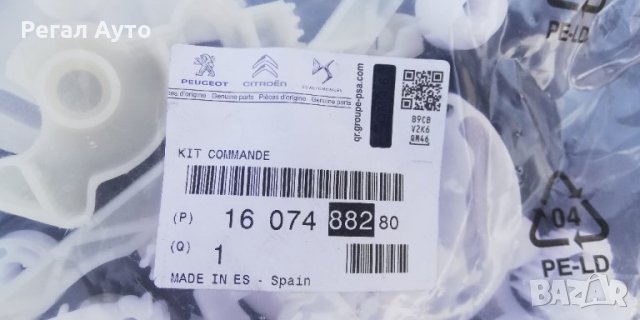 Регал Ауто
PEUGEOT
CITROËN
DS AUTOMOBILES
Pièces d'origine Genuine parts Pièces d'origine Genuine parts
qr.groupe-psa.com
B9CB
V2K6
QM46
KIT COMMANDE
(P) 16 074 882 80
(Q) 1
MADE IN ES - Spain
PE-LD
04
PE-LD
BAZAR